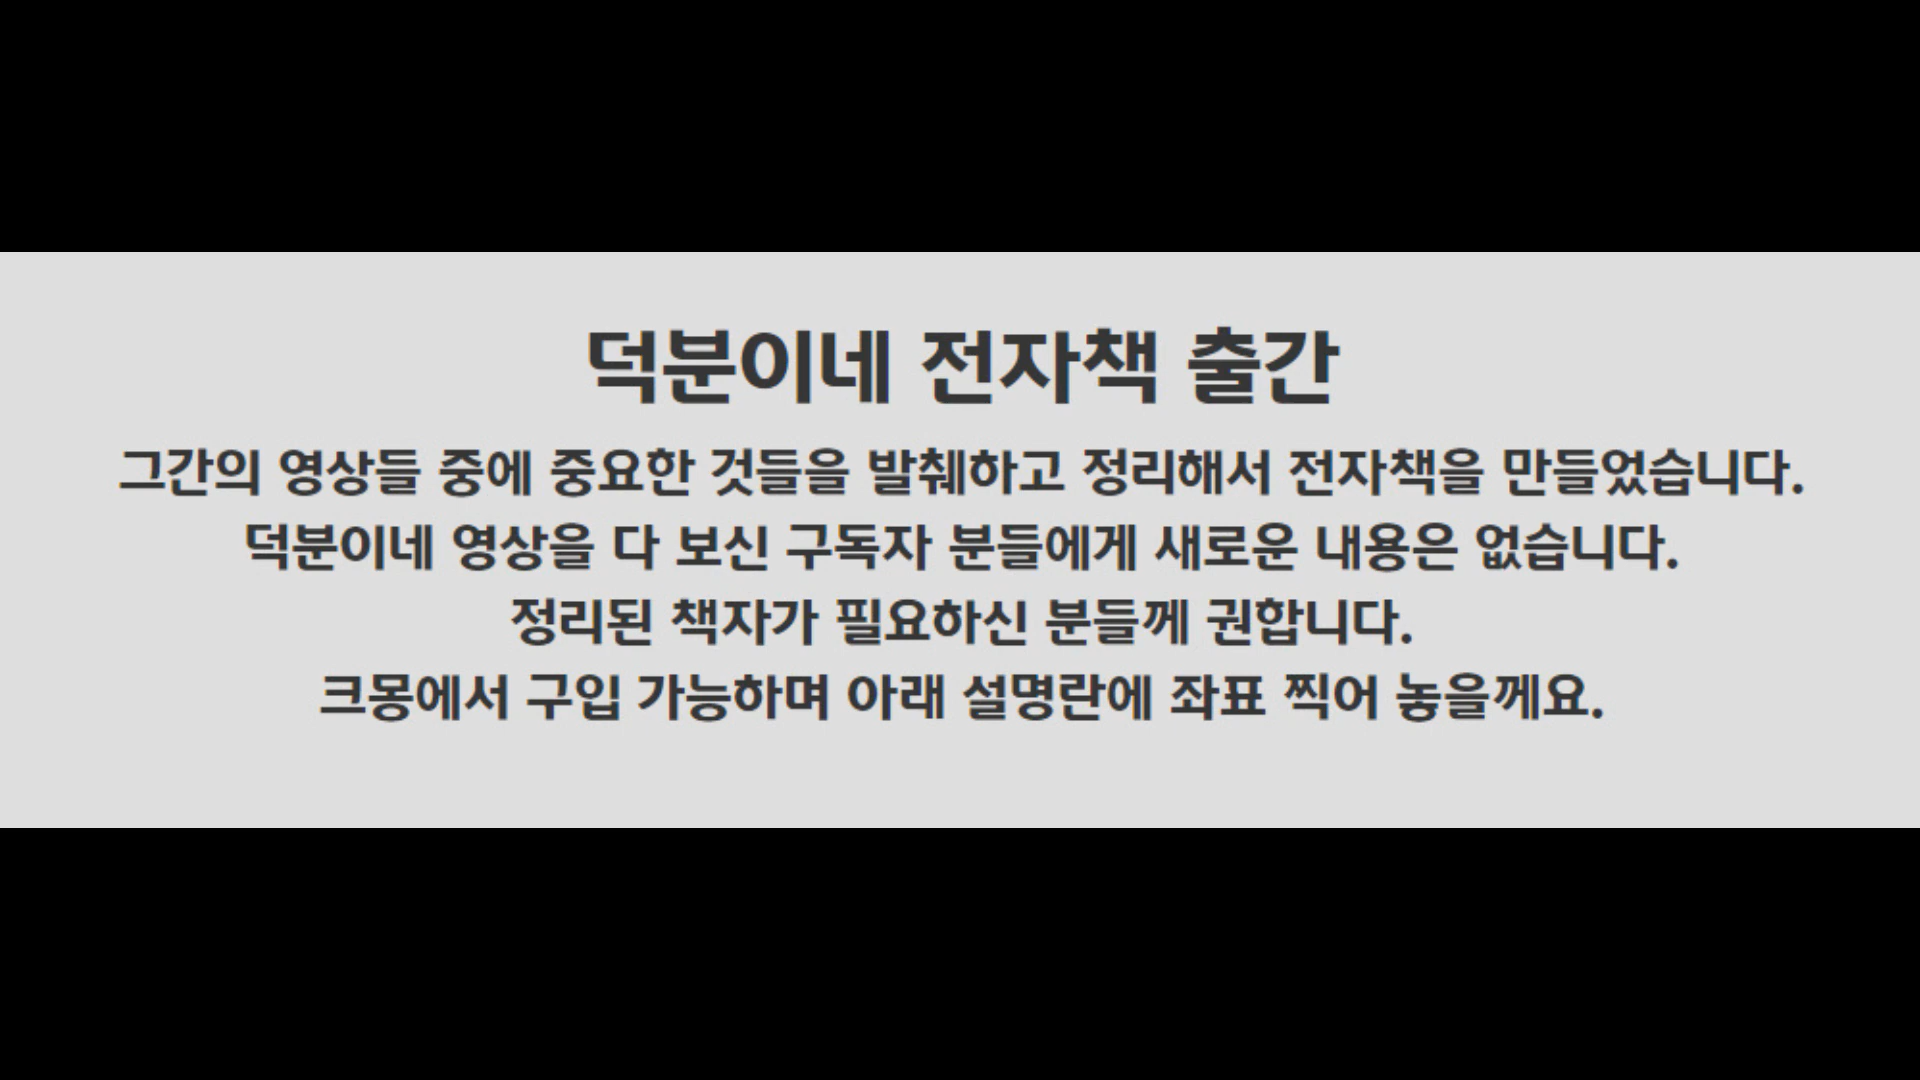 덕분이네 전자책 출간
그간의 영상들 중에 중요한 것들을 발췌하고 정리해서 전자책을 만들었습니다.
덕분이네 영상을 다 보신 구독자 분들에게 새로운 내용은 없습니다.
정리된 책자가 필요하신 분들께 권합니다.
크몽에서 구입 가능하며 아래 설명란에 좌표 찍어 놓을께요.